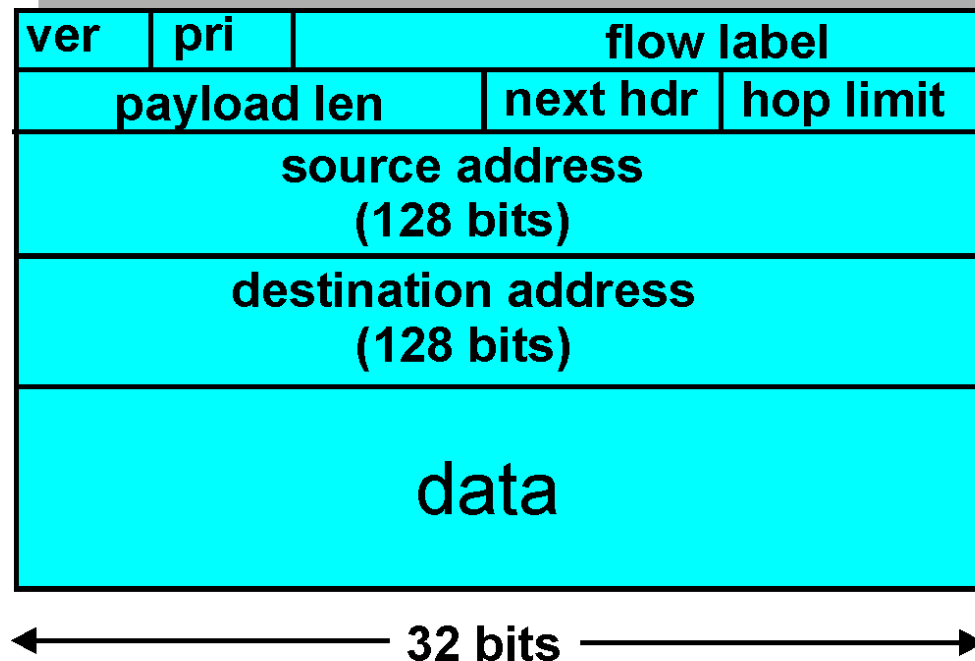 ver pri flow label
payload len next hdr hop limit
source address
(128 bits)
destination address
(128 bits)
data
32 bits